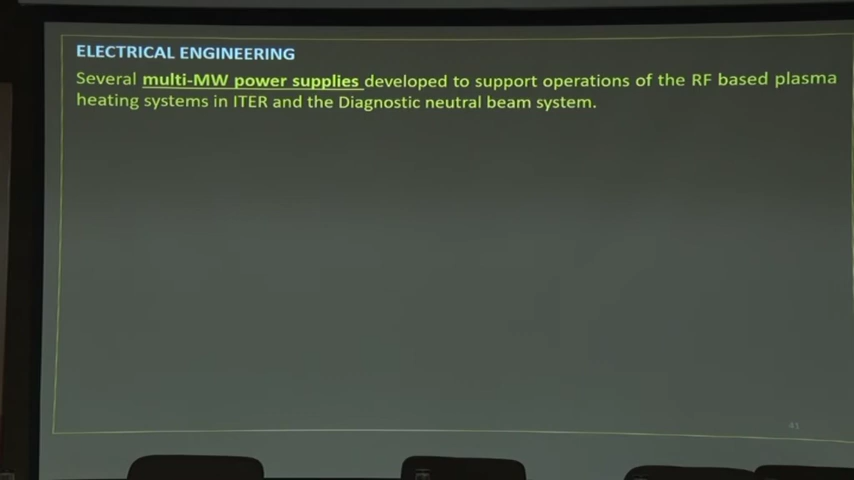 ELECTRICAL ENGINEERING
Several multi-MW power supplies developed to support operations of the RF based plasma
heating systems in ITER and the Diagnostic neutral beam system.
41